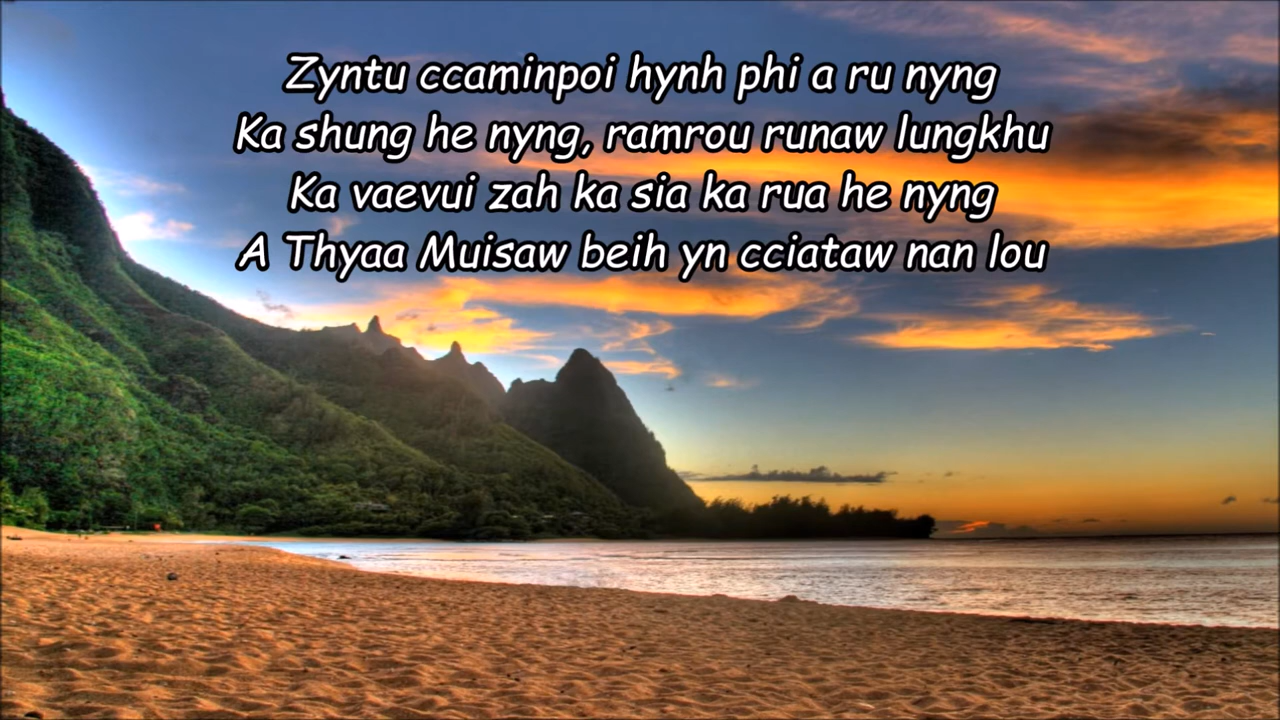 Zyntu ccaminpoi hynh phi a ru nyng
Ka shung he nyng, ramrou runaw lungkhu
Ka vaevui zah ka sia ka rua he nyng
A Thyaa Muisaw beih yn cciataw nan lou